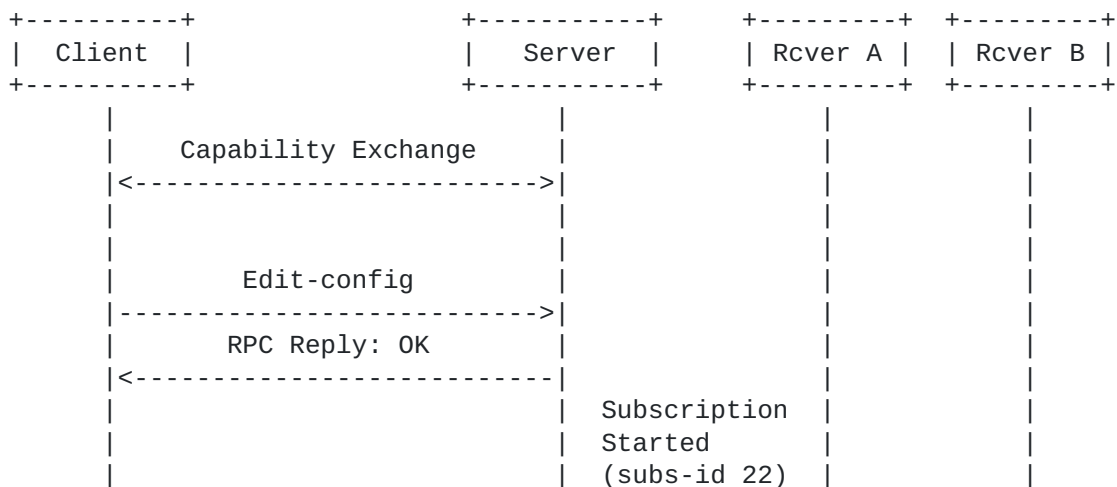 +----------+                 +-----------+     +---------+  +---------+
|  Client  |                 |   Server  |     | Rcver A |  | Rcver B |
+----------+                 +-----------+     +---------+  +---------+
      |                            |                |            |
      |    Capability Exchange     |                |            |
      |<-------------------------->|                |            |
      |                            |                |            |
      |                            |                |            |
      |        Edit-config         |                |            |
      |--------------------------->|                |            |
      |       RPC Reply: OK        |                |            |
      |<---------------------------|                |            |
      |                            |  Subscription  |            |
      |                            |  Started       |            |
      |                            |  (subs-id 22)  |            |